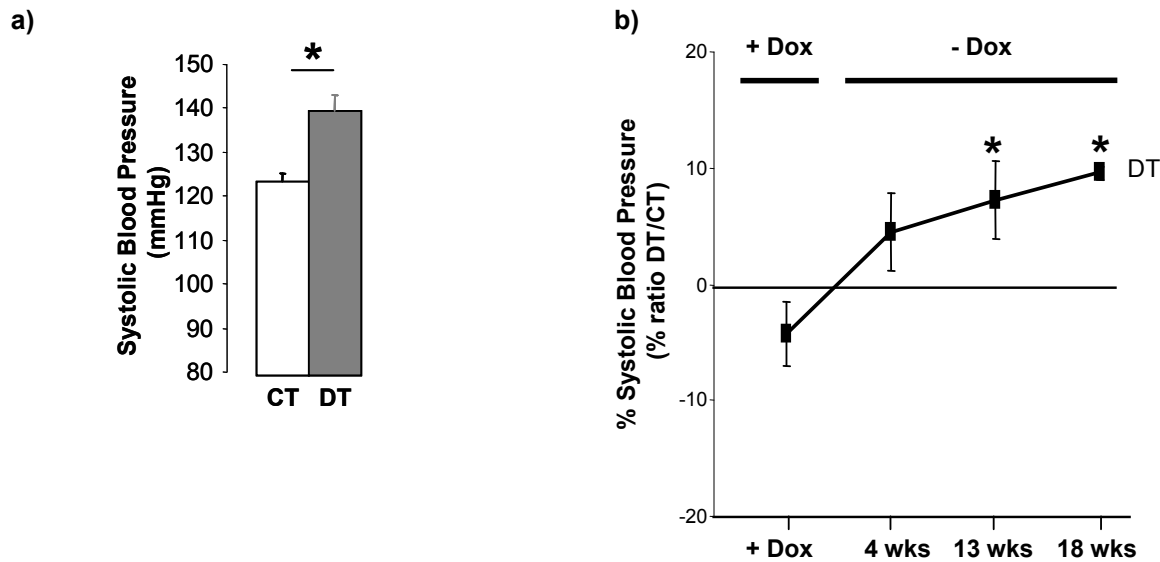 a)
*
150
140
130
120
110
100
90
80
Systolic Blood Pressure
(mmHg)
CT DT
b)
+ Dox - Dox
20
10
0
-10
-20
% Systolic Blood Pressure
(% ratio DT/CT)
* *
DT
+ Dox 4 wks 13 wks 18 wks